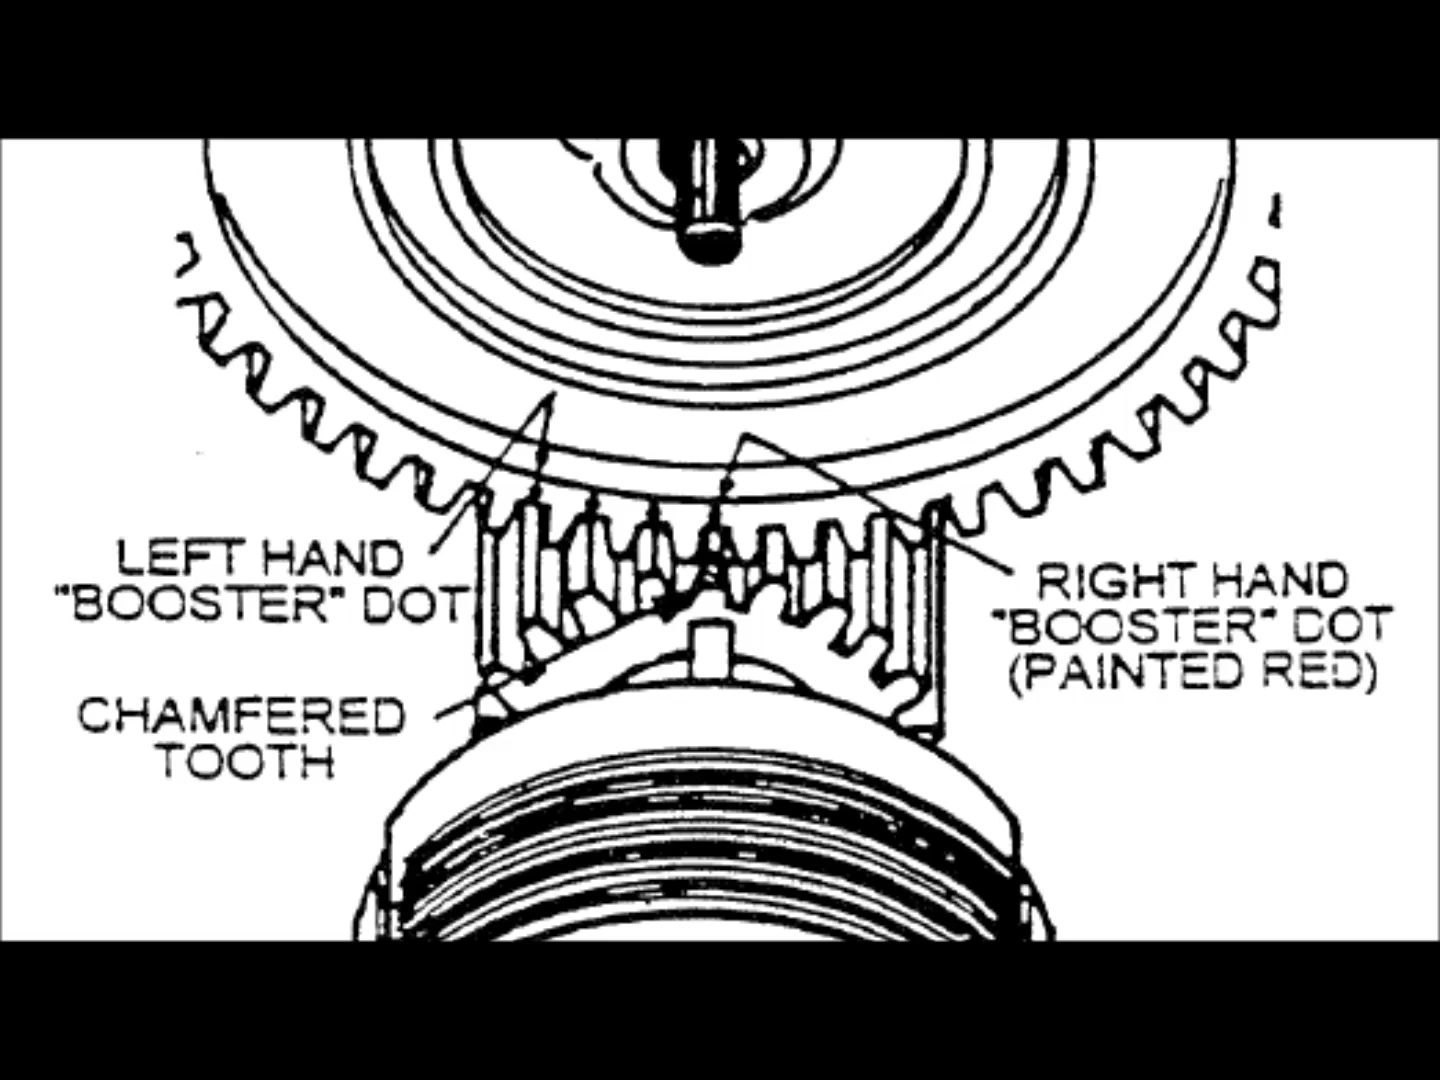 LEFT HAND
"BOOSTER" DOT
CHAMFERED
TOOTH
RIGHT HAND
"BOOSTER" DOT
(PAINTED RED)